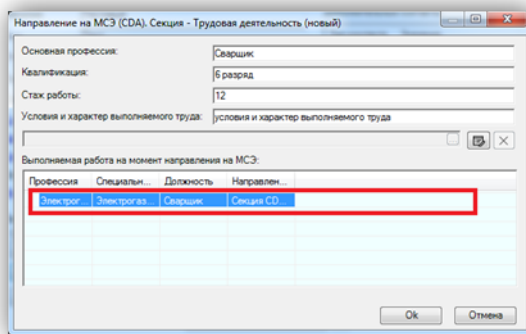 Направление на МСЭ (CDA). Секция - Трудовая деятельность (новый)
Основная профессия: Сварщик
Квалификация: 6 разряд
Стаж работы: 12
Условия и характер выполняемого труда: условия и характер выполняемого труда
Выполняемая работа на момент направления на МСЭ:
Профессия Специальн... Должность Направлен...
Электрог... Электрогаз... Сварщик Секция CD...
Ok Отмена